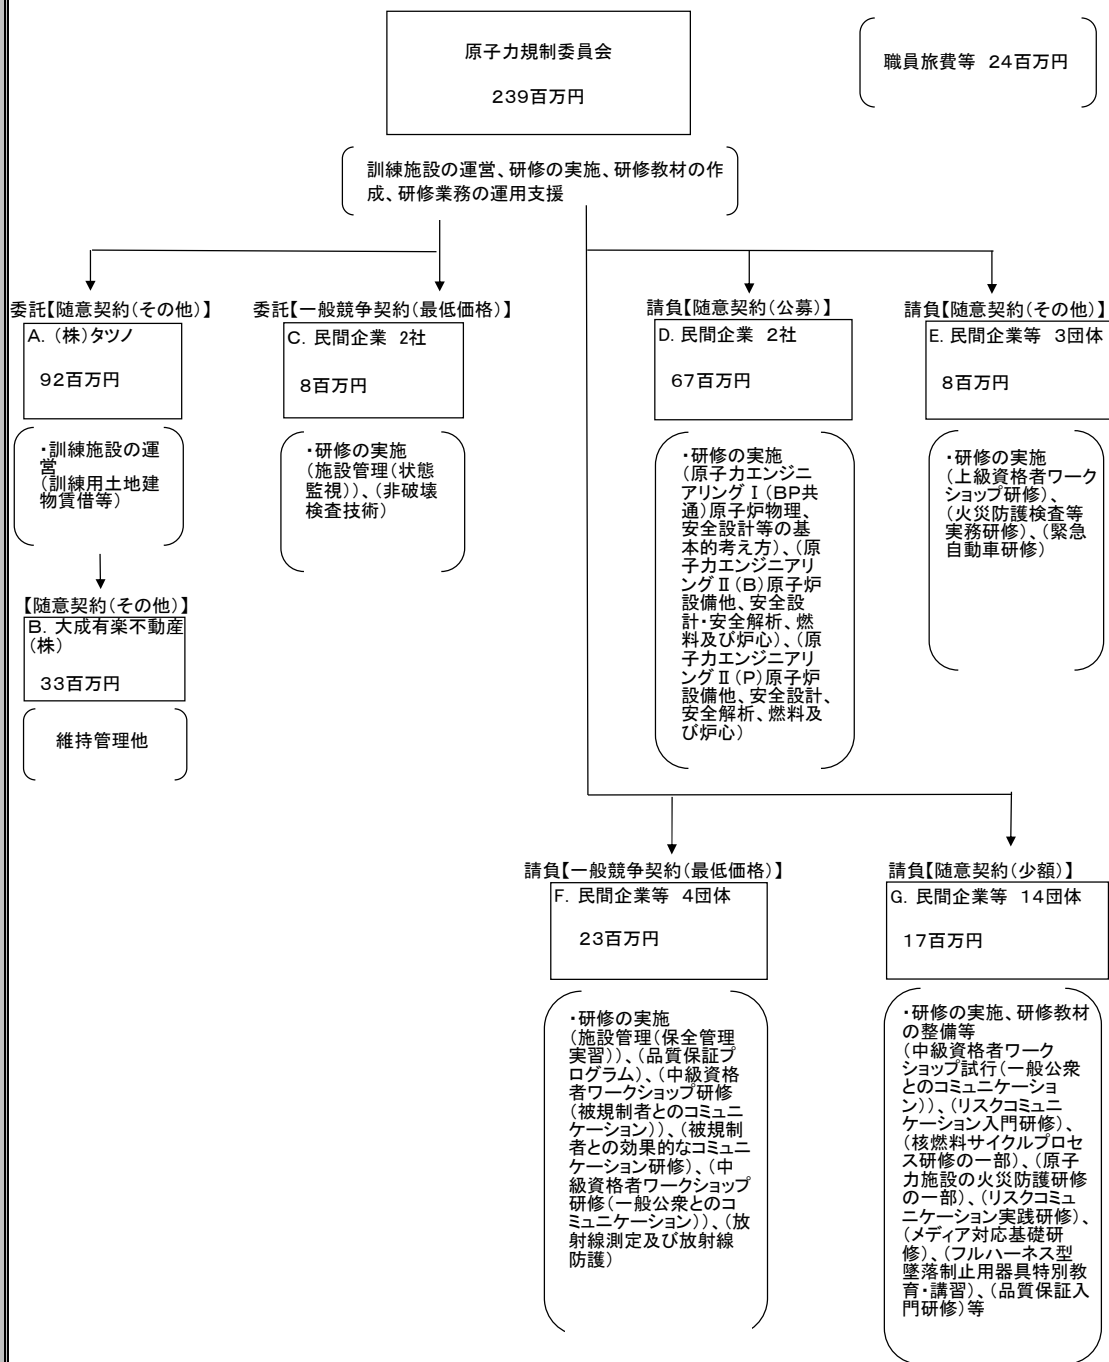 原子力規制委員会
239百万円
職員旅費等 24百万円
訓練施設の運営、研修の実施、研修教材の作
成、研修業務の運用支援
委託【随意契約(その他)】
A. (株)タツノ
92百万円
・訓練施設の運
営
(訓練用土地建
物賃借等)
【随意契約(その他)】
B. 大成有楽不動産
(株)
33百万円
維持管理他
委託【一般競争契約(最低価格)】
C. 民間企業 2社
8百万円
・研修の実施
(施設管理(状態
監視))、(非破壊
検査技術)
請負【随意契約(公募)】
D. 民間企業 2社
67百万円
・研修の実施
(原子力エンジニ
アリングⅠ(BP共
通)原子炉物理、
安全設計等の基
本的考え方)、(原
子力エンジニアリ
ングⅡ(B)原子炉
設備他、安全設
計・安全解析、燃
料及び炉心)、(原
子力エンジニアリ
ングⅡ(P)原子炉
設備他、安全設計、
安全解析、燃料及
び炉心)
請負【随意契約(その他)】
E. 民間企業等 3団体
8百万円
・研修の実施
(上級資格者ワーク
ショップ研修)、
(火災防護検査等
実務研修)、(緊急
自動車研修)
請負【一般競争契約(最低価格)】
F. 民間企業等 4団体
23百万円
・研修の実施
(施設管理(保全管理
実習))、(品質保証プ
ログラム)、(中級資格
者ワークショップ研修
(被規制者とのコミュニ
ケーション))、(被規制
者との効果的なコミュニ
ケーション研修)、(中
級資格者ワークショップ
研修(一般公衆とのコ
ミュニケーション))、(放
射線測定及び放射線
防護)
請負【随意契約(少額)】
G. 民間企業等 14団体
17百万円
・研修の実施、研修教材
の整備等
(中級資格者ワーク
ショップ試行(一般公衆
とのコミュニケーショ
ン))、(リスクコミュニ
ケーション入門研修)、
(核燃料サイクルプロセ
ス研修の一部)、(原子
力施設の火災防護研修
の一部)、(リスクコミュ
ニケーション実践研修)、
(メディア対応基礎研
修)、(フルハーネス型
墜落制止用器具特別教
育・講習)、(品質保証入
門研修)等